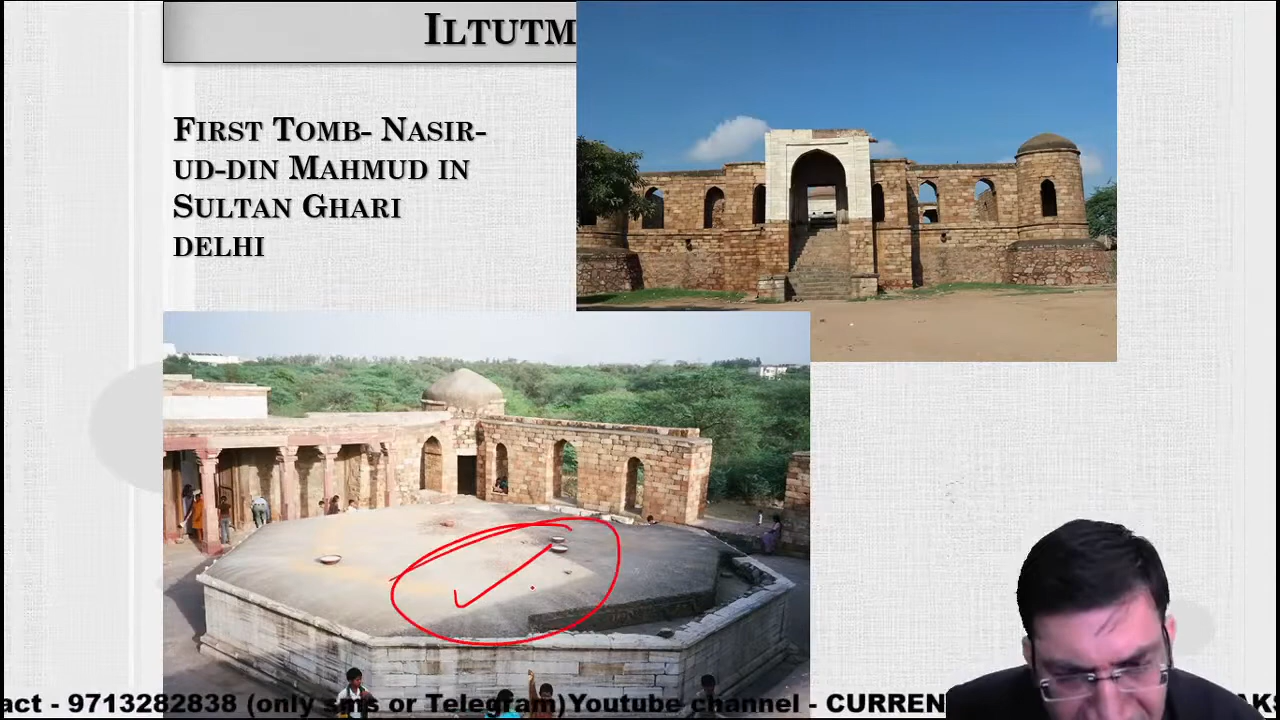 ILTUTM
FIRST TOMB- NASIR-
UD-DIN MAHMUD IN
SULTAN GHARI
DELHI
act - 9713282838 (only sms or Telegram)Youtube channel - CURREN